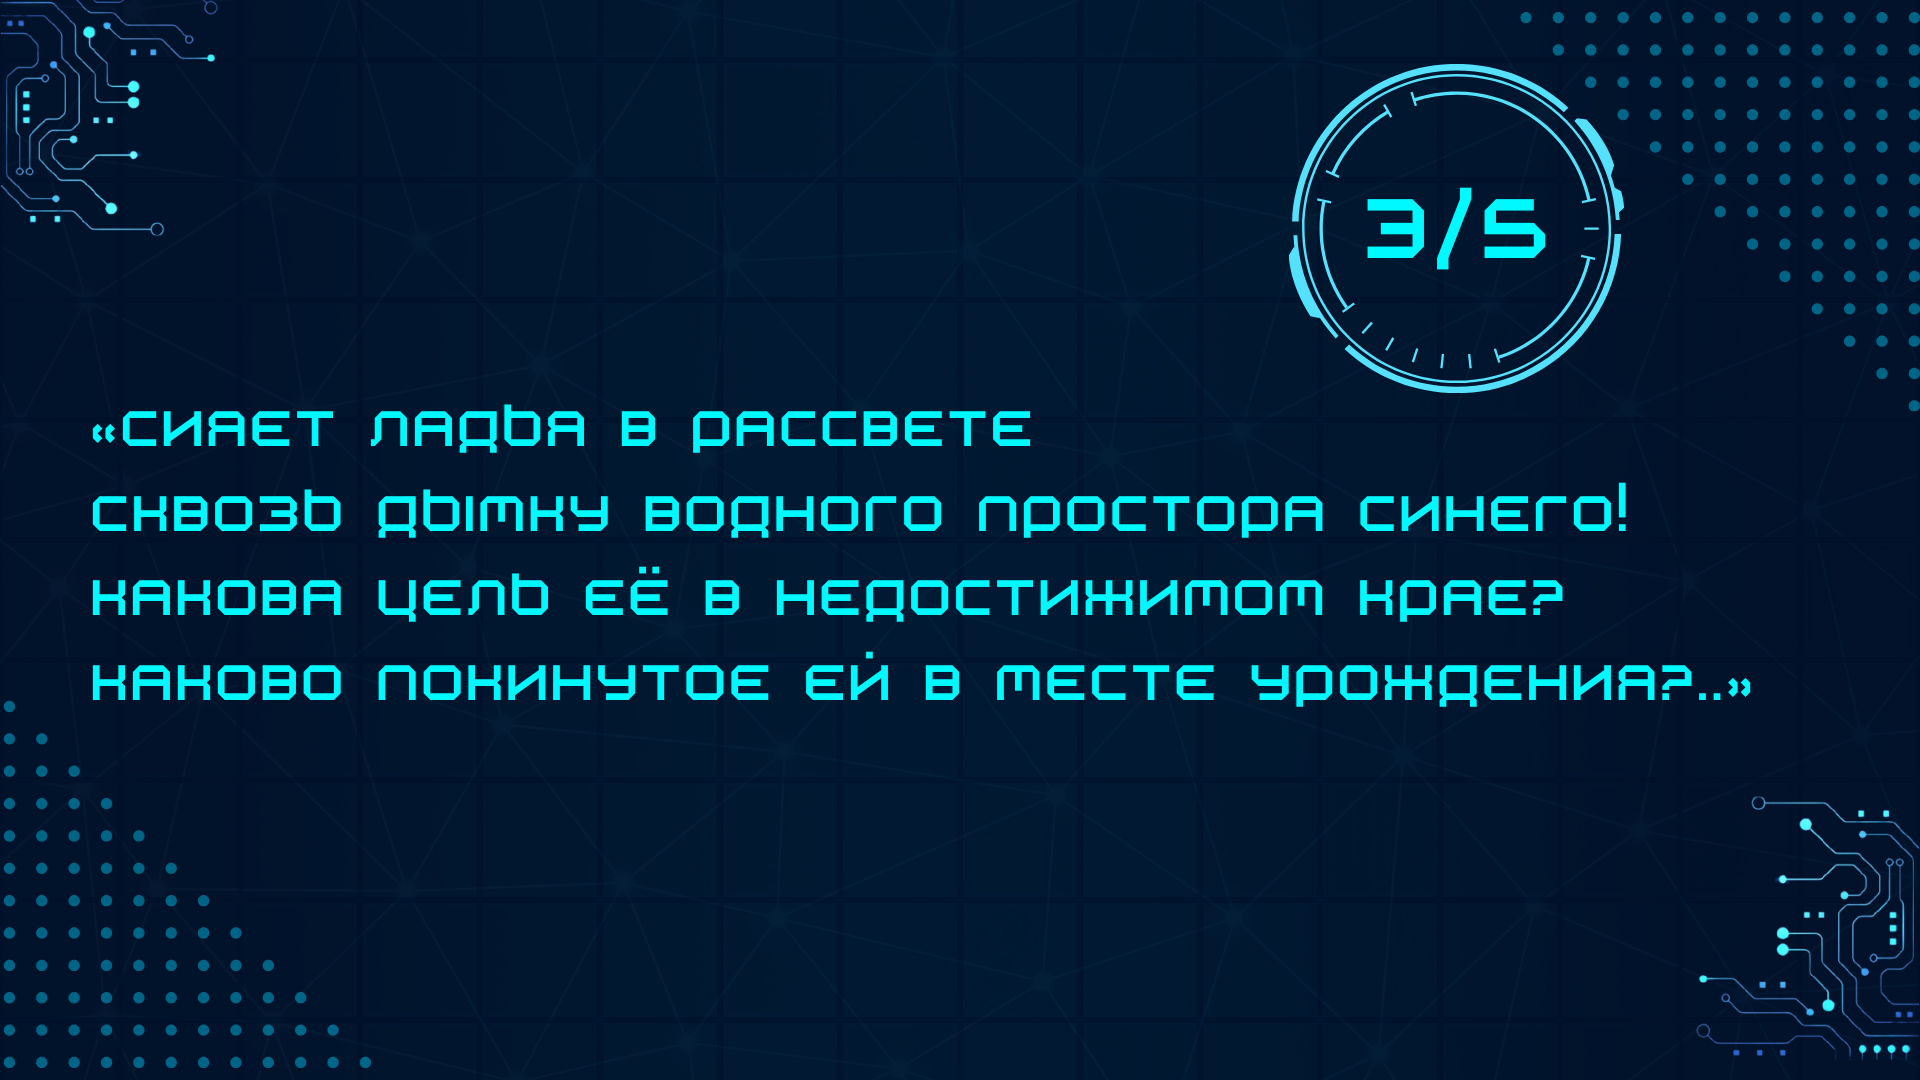 3/5
«СИЯЕТ ЛАДЬЯ В РАССВЕТЕ
СКВОЗЬ ДЫМКУ ВОДНОГО ПРОСТОРА СИНЕГО!
КАКОВА ЦЕЛЬ ЕЁ В НЕДОСТИЖИМОМ КРАЕ?
КАКОВО ПОКИНУТОЕ ЕЙ В МЕСТЕ УРОЖДЕНИЯ?..»